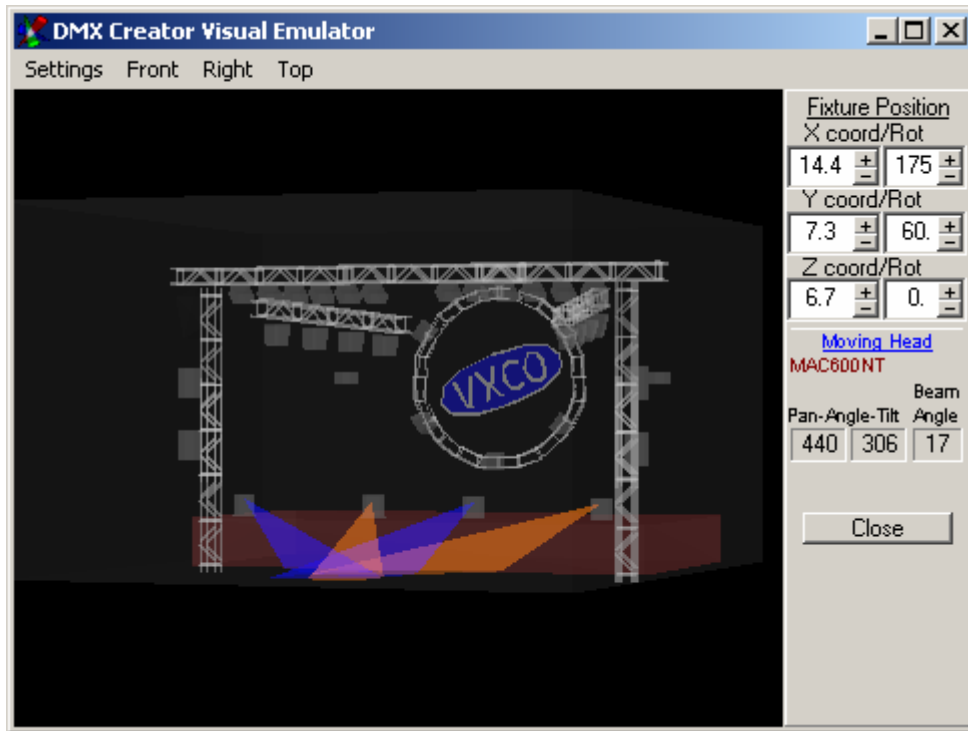 DMX Creator Visual Emulator
Settings Front Right Top
Fixture Position
X coord/Rot
14.4 + - 175 + -
Y coord/Rot
7.3 + - 60. + -
Z coord/Rot
6.7 + - 0. + -
Moving Head
MAC600NT
Beam
Pan-Angle-Tilt Angle
440 306 17
Close
VXCO